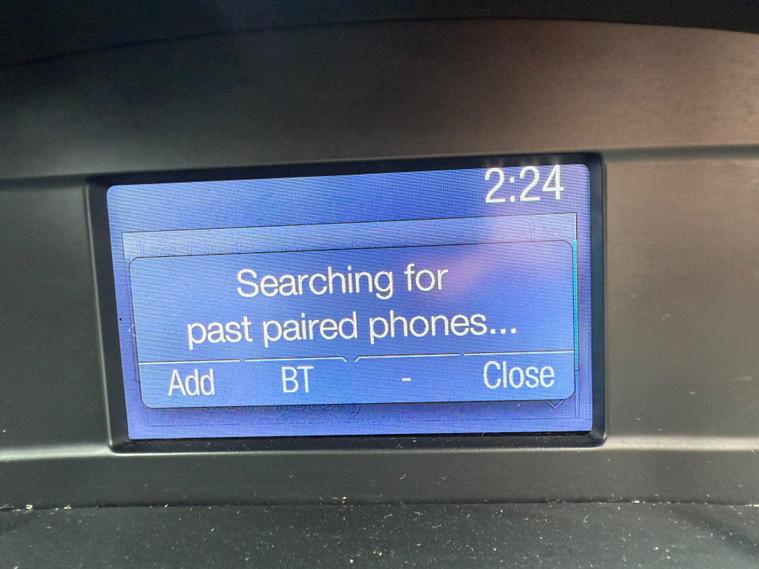 2:24
Searching for
past paired phones...
Add BT - Close